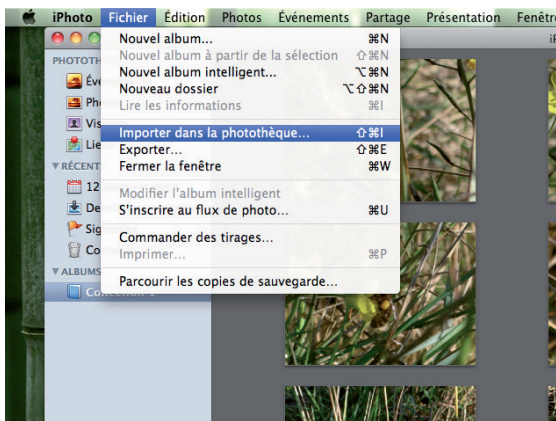 iPhoto Fichier Édition Photos Événements Partage Présentation Fenêtr
Nouvel album... ⌘N
Nouvel album à partir de la sélection ⇧⌘N
Nouvel album intelligent... ⌥⌘N
Nouveau dossier ⌥⇧⌘N
Lire les informations ⌘I
Importer dans la photothèque... ⇧⌘I
Exporter... ⇧⌘E
Fermer la fenêtre ⌘W
Modifier l'album intelligent
S'inscrire au flux de photo... ⌘U
Commander des tirages...
Imprimer... ⌘P
Parcourir les copies de sauvegarde...
PHOTOTH
Éve
Pho
Vis
Lie
RÉCENT
12
De
Sig
Co
ALBUMS